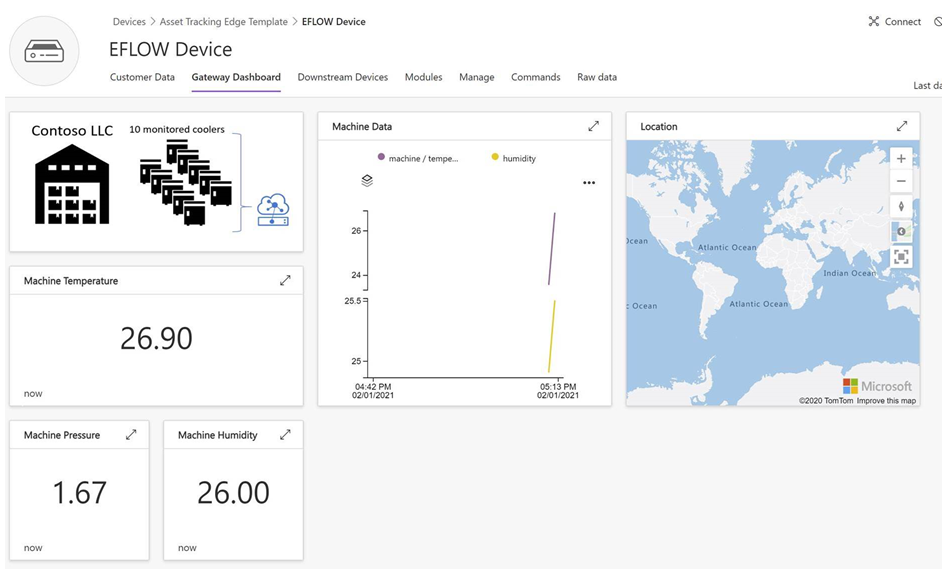 Devices > Asset Tracking Edge Template > EFLOW Device
Connect
EFLOW Device
Customer Data
Gateway Dashboard
Downstream Devices
Modules
Manage
Commands
Raw data
Last da
Contoso LLC
10 monitored coolers
Machine Temperature
26.90
now
Machine Pressure
1.67
now
Machine Humidity
26.00
now
Machine Data
machine / tempe...
humidity
26
24
25.5
25
04:42 PM
02/01/2021
05:13 PM
02/01/2021
Location
Ocean
Atlantic Ocean
Indian Ocean
c Ocean
Atlantic Ocean
Microsoft
©2020 TomTom Improve this map